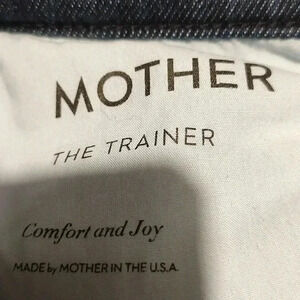 MOTHER
THE TRAINER
Comfort and Joy
MADE by MOTHER IN THE U.S.A.